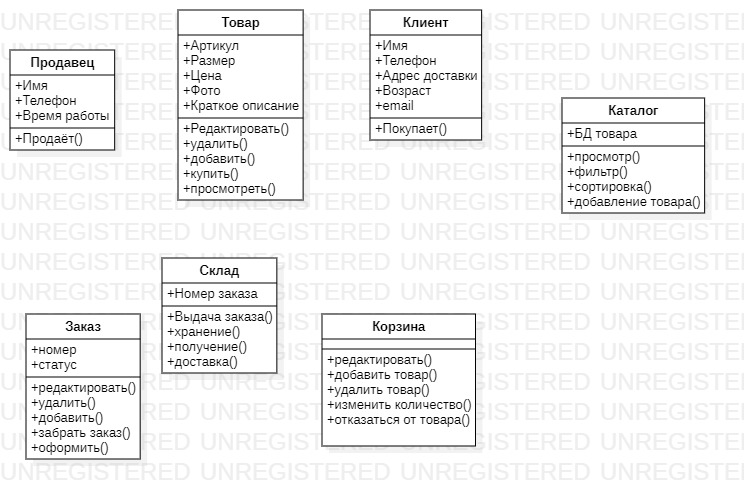 Продавец
+Имя
+Телефон
+Время работы
+Продаёт()
Товар
+Артикул
+Размер
+Цена
+Фото
+Краткое описание
+Редактировать()
+удалить()
+добавить()
+купить()
+просмотреть()
Клиент
+Имя
+Телефон
+Адрес доставки
+Возраст
+email
+Покупает()
Каталог
+БД товара
+просмотр()
+фильтр()
+сортировка()
+добавление товара()
Заказ
+номер
+статус
+редактировать()
+удалить()
+добавить()
+забрать заказ()
+оформить()
Склад
+Номер заказа
+Выдача заказа()
+хранение()
+получение()
+доставка()
Корзина
+редактировать()
+добавить товар()
+удалить товар()
+изменить количество()
+отказаться от товара()
UNREGISTERED UNREGISTERED UNREGISTERED UNREGISTERED